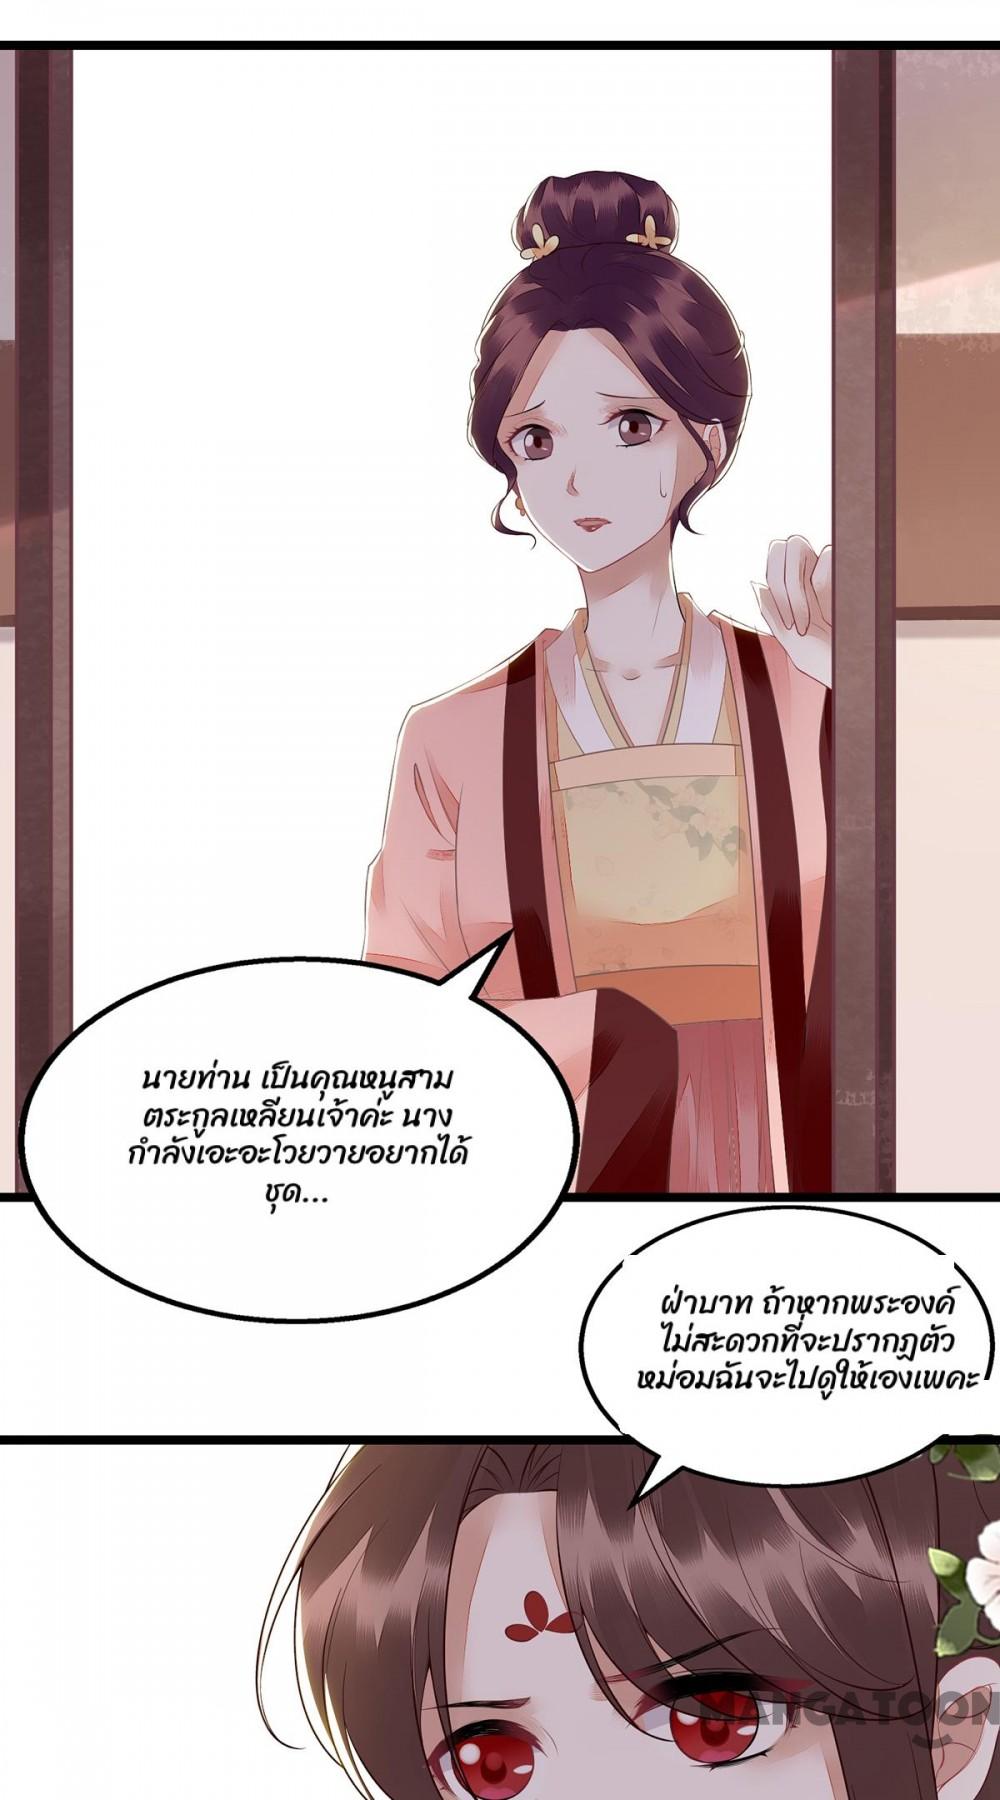 นายท่าน เป็นคุณหนูสาม
ตระกูลเหลียนเจ้าค่ะ นาง
กำลังเอะอะโวยวายอยากได้
ชุด...
ฝ่าบาท ถ้าหากพระองค์
ไม่สะดวกที่จะปรากฏตัว
หม่อมฉันจะไปดูให้เองเพคะ
MANGATOON